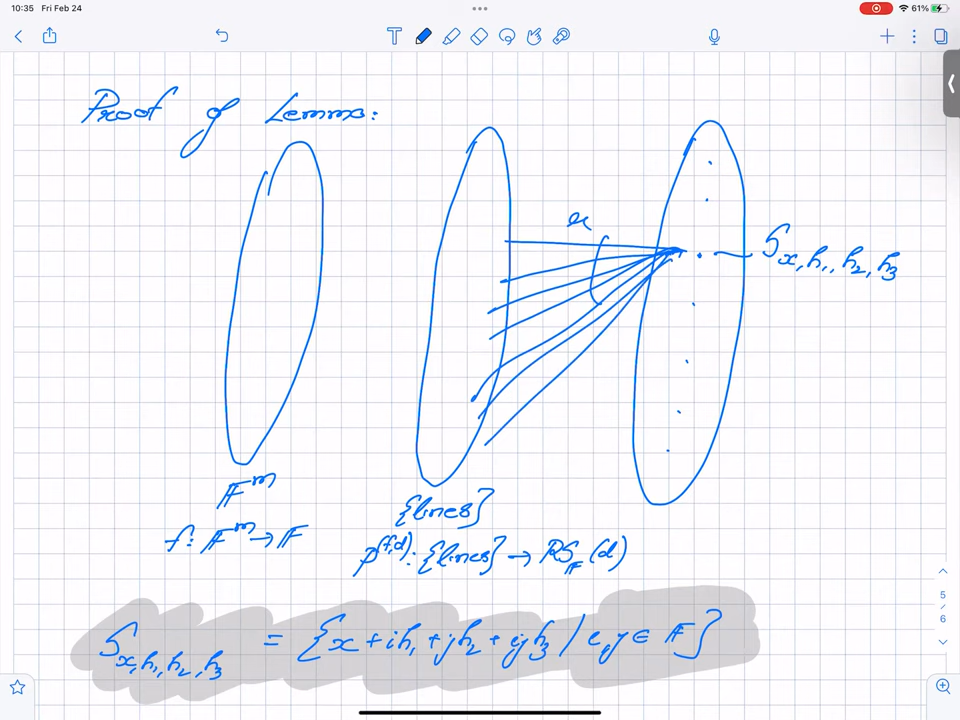 10:35 Fri Feb 24
61%
Proof of Lemma:
x
S_{x,h_1,h_2,h_3}
𝔽^m
{lines}
f: 𝔽^m → 𝔽
p^{(f,d)}: {lines} → RS_𝔽(d)
S_{x,h_1,h_2,h_3} = {x + ih_1 + jh_2 + ijh_3 / i,j ∈ 𝔽}
5
/
6